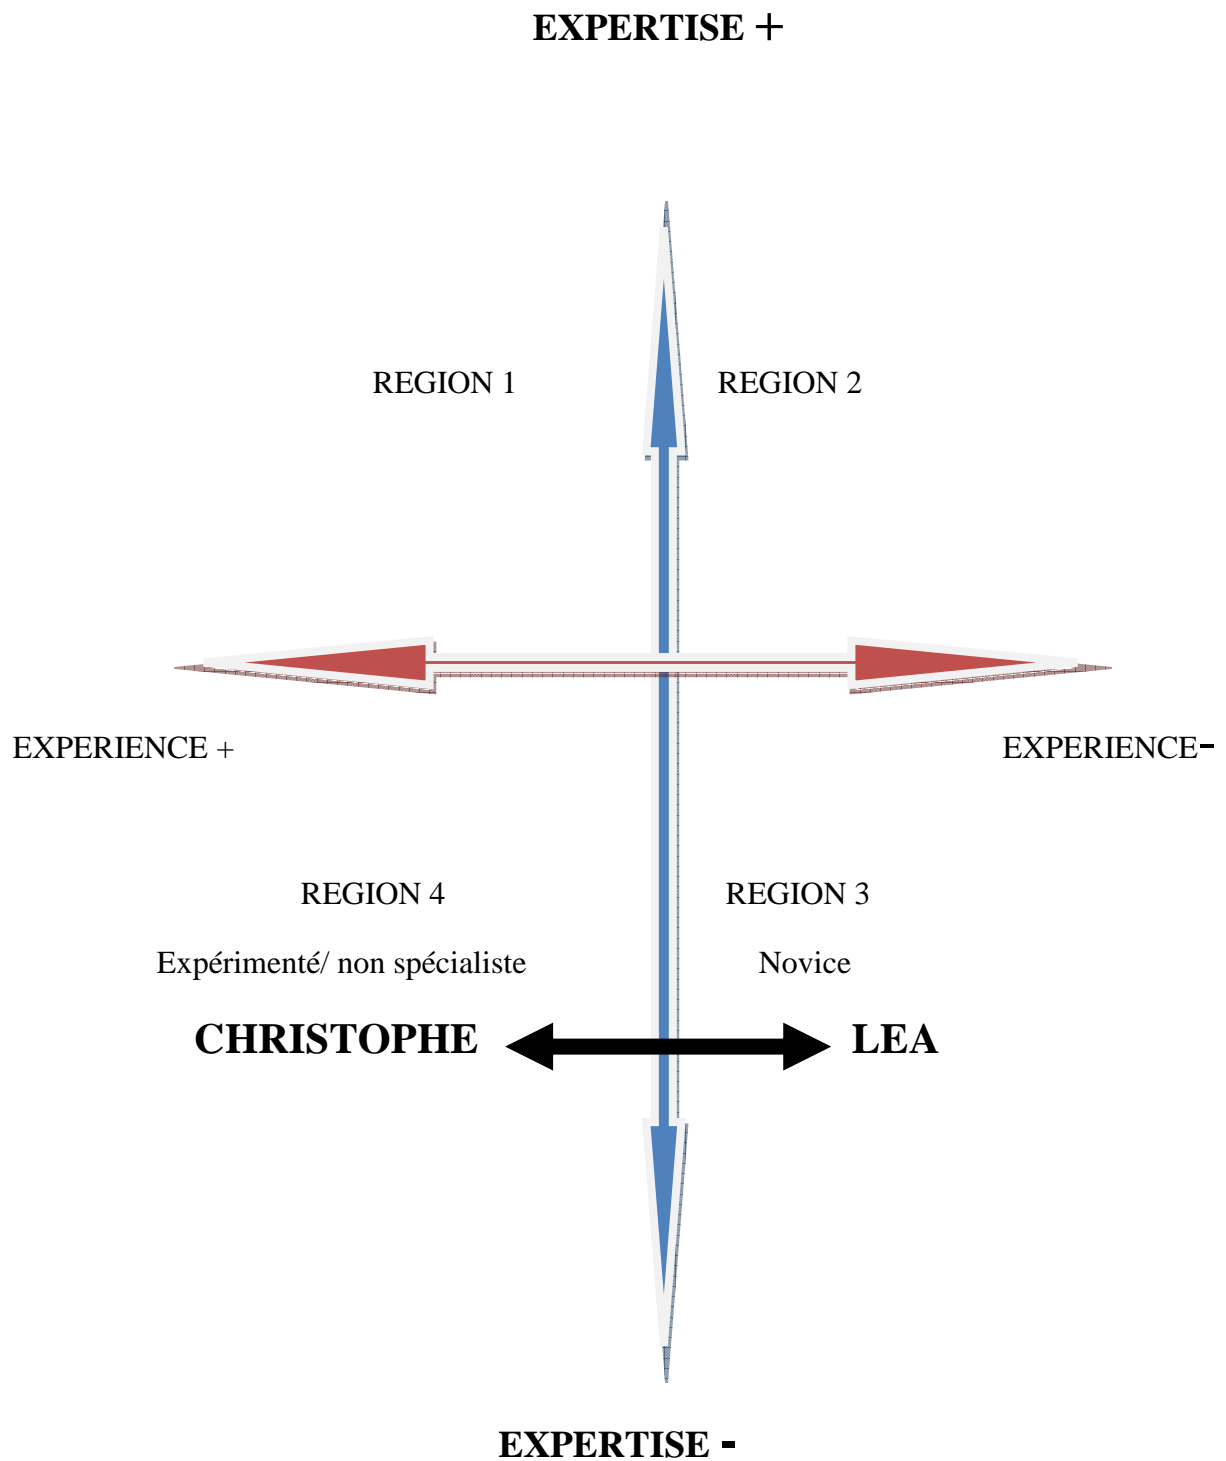 EXPERTISE +
REGION 1
REGION 2
EXPERIENCE +
EXPERIENCE-
REGION 4
REGION 3
Expérimenté/ non spécialiste
Novice
CHRISTOPHE
LEA
EXPERTISE -